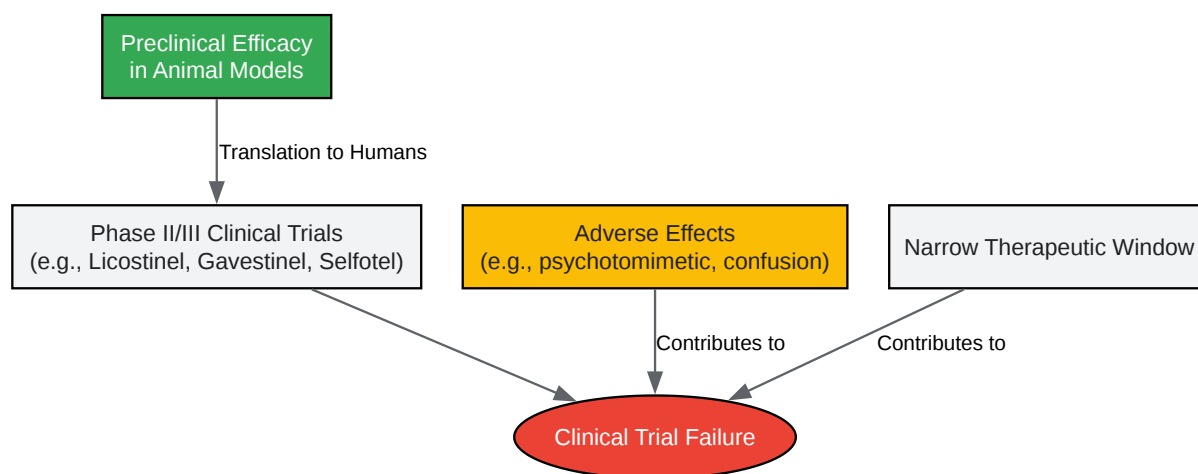 Preclinical Efficacy
in Animal Models
Translation to Humans
Phase II/III Clinical Trials
(e.g., Licostinel, Gavestinel, Selfotel)
Adverse Effects
(e.g., psychotomimetic, confusion)
Narrow Therapeutic Window
Contributes to
Contributes to
Clinical Trial Failure